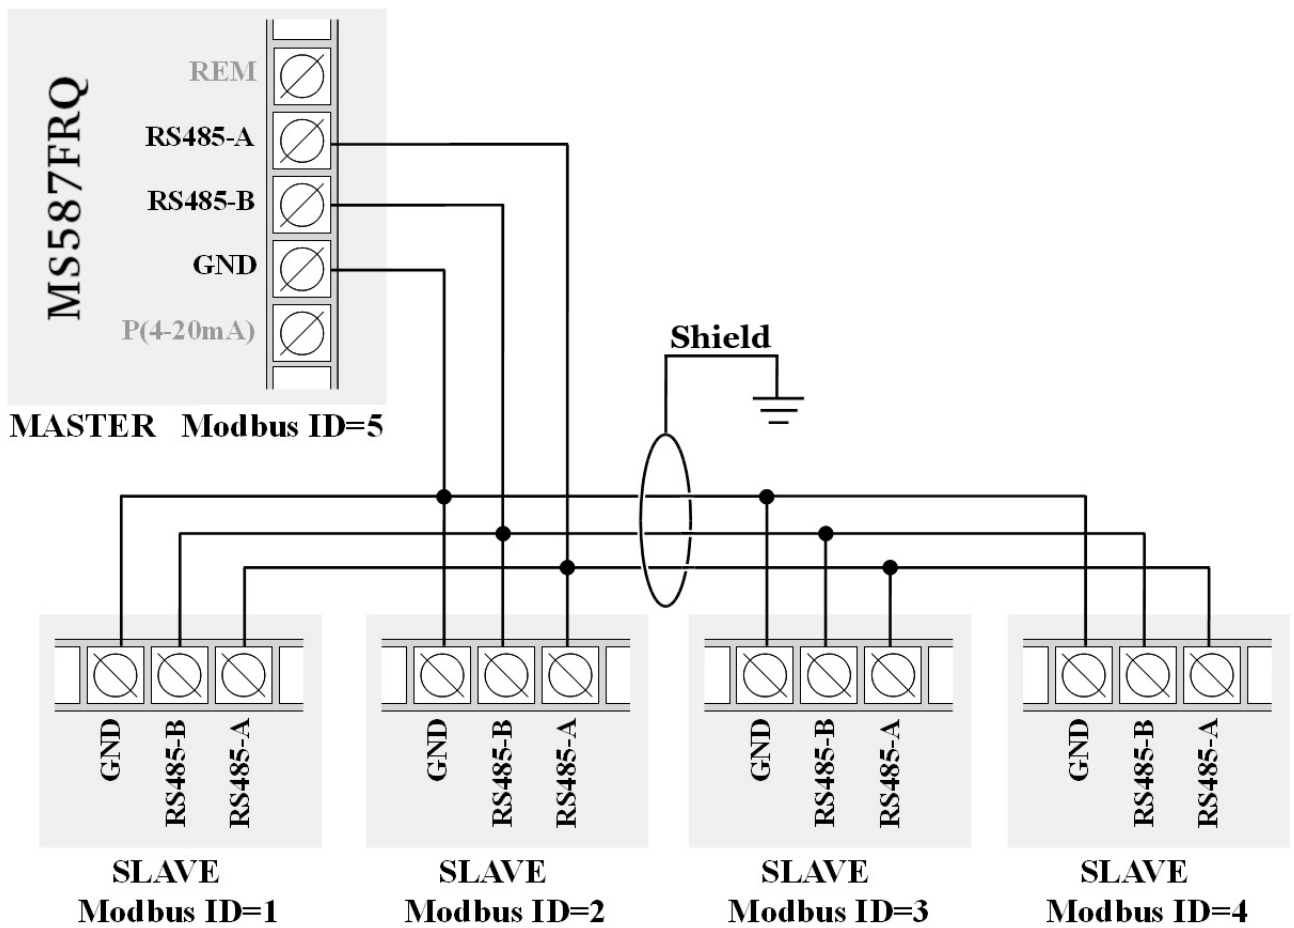 MS587FRQ
REM
RS485-A
RS485-B
GND
P(4-20mA)
MASTER Modbus ID=5
Shield
GND
RS485-B
RS485-A
GND
RS485-B
RS485-A
GND
RS485-B
RS485-A
GND
RS485-B
RS485-A
SLAVE
Modbus ID=1
SLAVE
Modbus ID=2
SLAVE
Modbus ID=3
SLAVE
Modbus ID=4